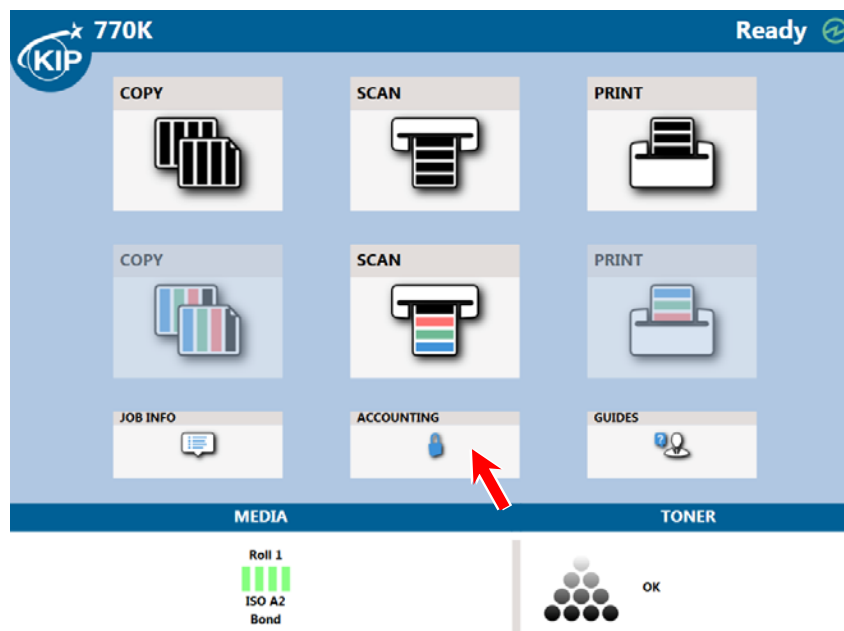 KIP 770K Ready
COPY SCAN PRINT
COPY SCAN PRINT
JOB INFO ACCOUNTING GUIDES
?
MEDIA TONER
Roll 1
ISO A2
Bond
OK